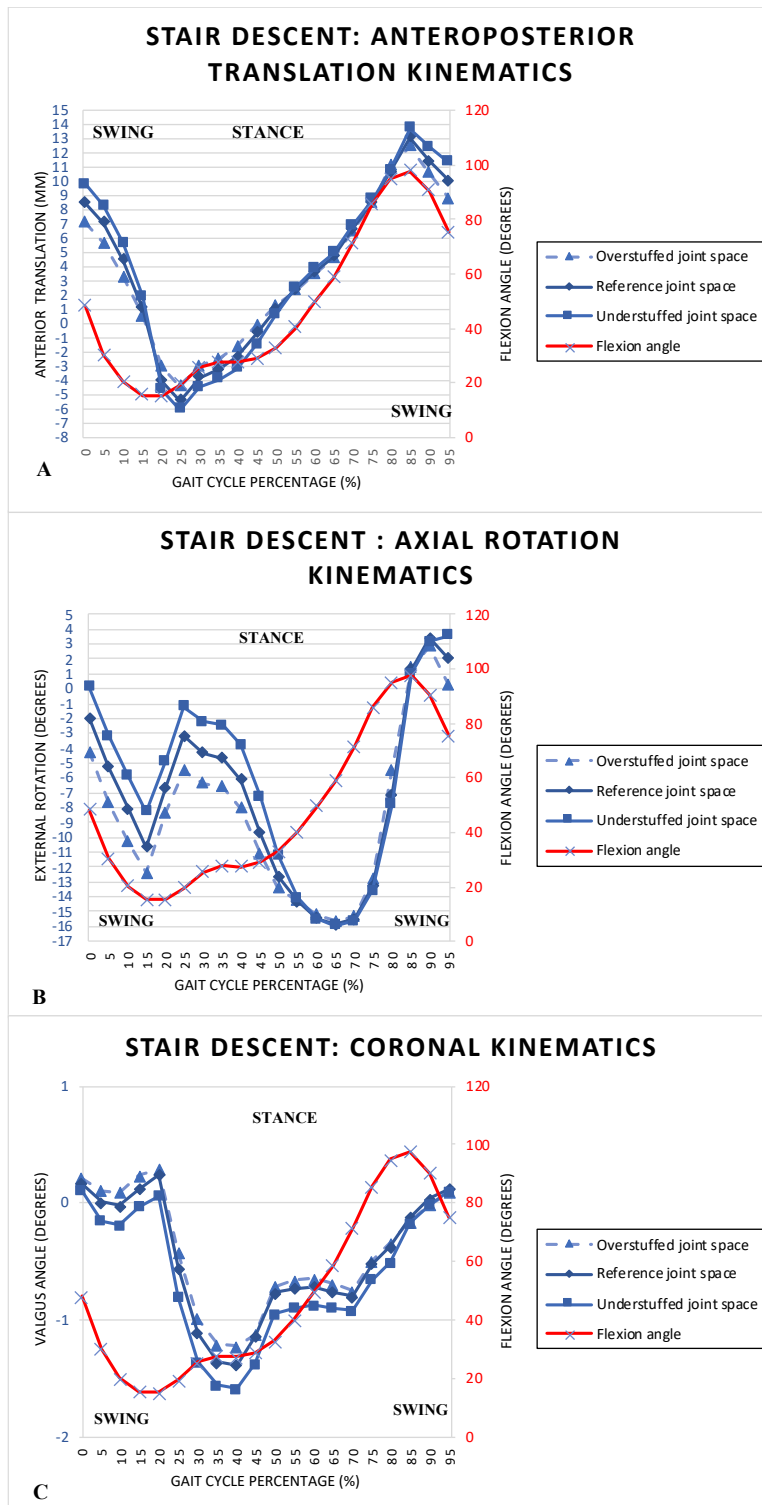 STAIR DESCENT: ANTEROPOSTERIOR
TRANSLATION KINEMATICS
15
14
13
12
11
10
9
8
7
6
5
4
3
2
1
0
-1
-2
-3
-4
-5
-6
-7
-8
ANTERIOR TRANSLATION (MM)
SWING
STANCE
SWING
120
100
80
60
40
20
0
FLEXION ANGLE (DEGREES)
0 5 10 15 20 25 30 35 40 45 50 55 60 65 70 75 80 85 90 95
GAIT CYCLE PERCENTAGE (%)
Overstuffed joint space
Reference joint space
Understuffed joint space
Flexion angle
A
STAIR DESCENT : AXIAL ROTATION
KINEMATICS
5
4
3
2
1
0
-1
-2
-3
-4
-5
-6
-7
-8
-9
-10
-11
-12
-13
-14
-15
-16
-17
EXTERNAL ROTATION (DEGREES)
STANCE
SWING
SWING
120
100
80
60
40
20
0
FLEXION ANGLE (DEGREES)
0 5 10 15 20 25 30 35 40 45 50 55 60 65 70 75 80 85 90 95
GAIT CYCLE PERCENTAGE (%)
Overstuffed joint space
Reference joint space
Understuffed joint space
Flexion angle
B
STAIR DESCENT: CORONAL KINEMATICS
1
0
-1
-2
VALGUS ANGLE (DEGREES)
STANCE
SWING
SWING
120
100
80
60
40
20
0
FLEXION ANGLE (DEGREES)
0 5 10 15 20 25 30 35 40 45 50 55 60 65 70 75 80 85 90 95
GAIT CYCLE PERCENTAGE (%)
Overstuffed joint space
Reference joint space
Understuffed joint space
Flexion angle
C